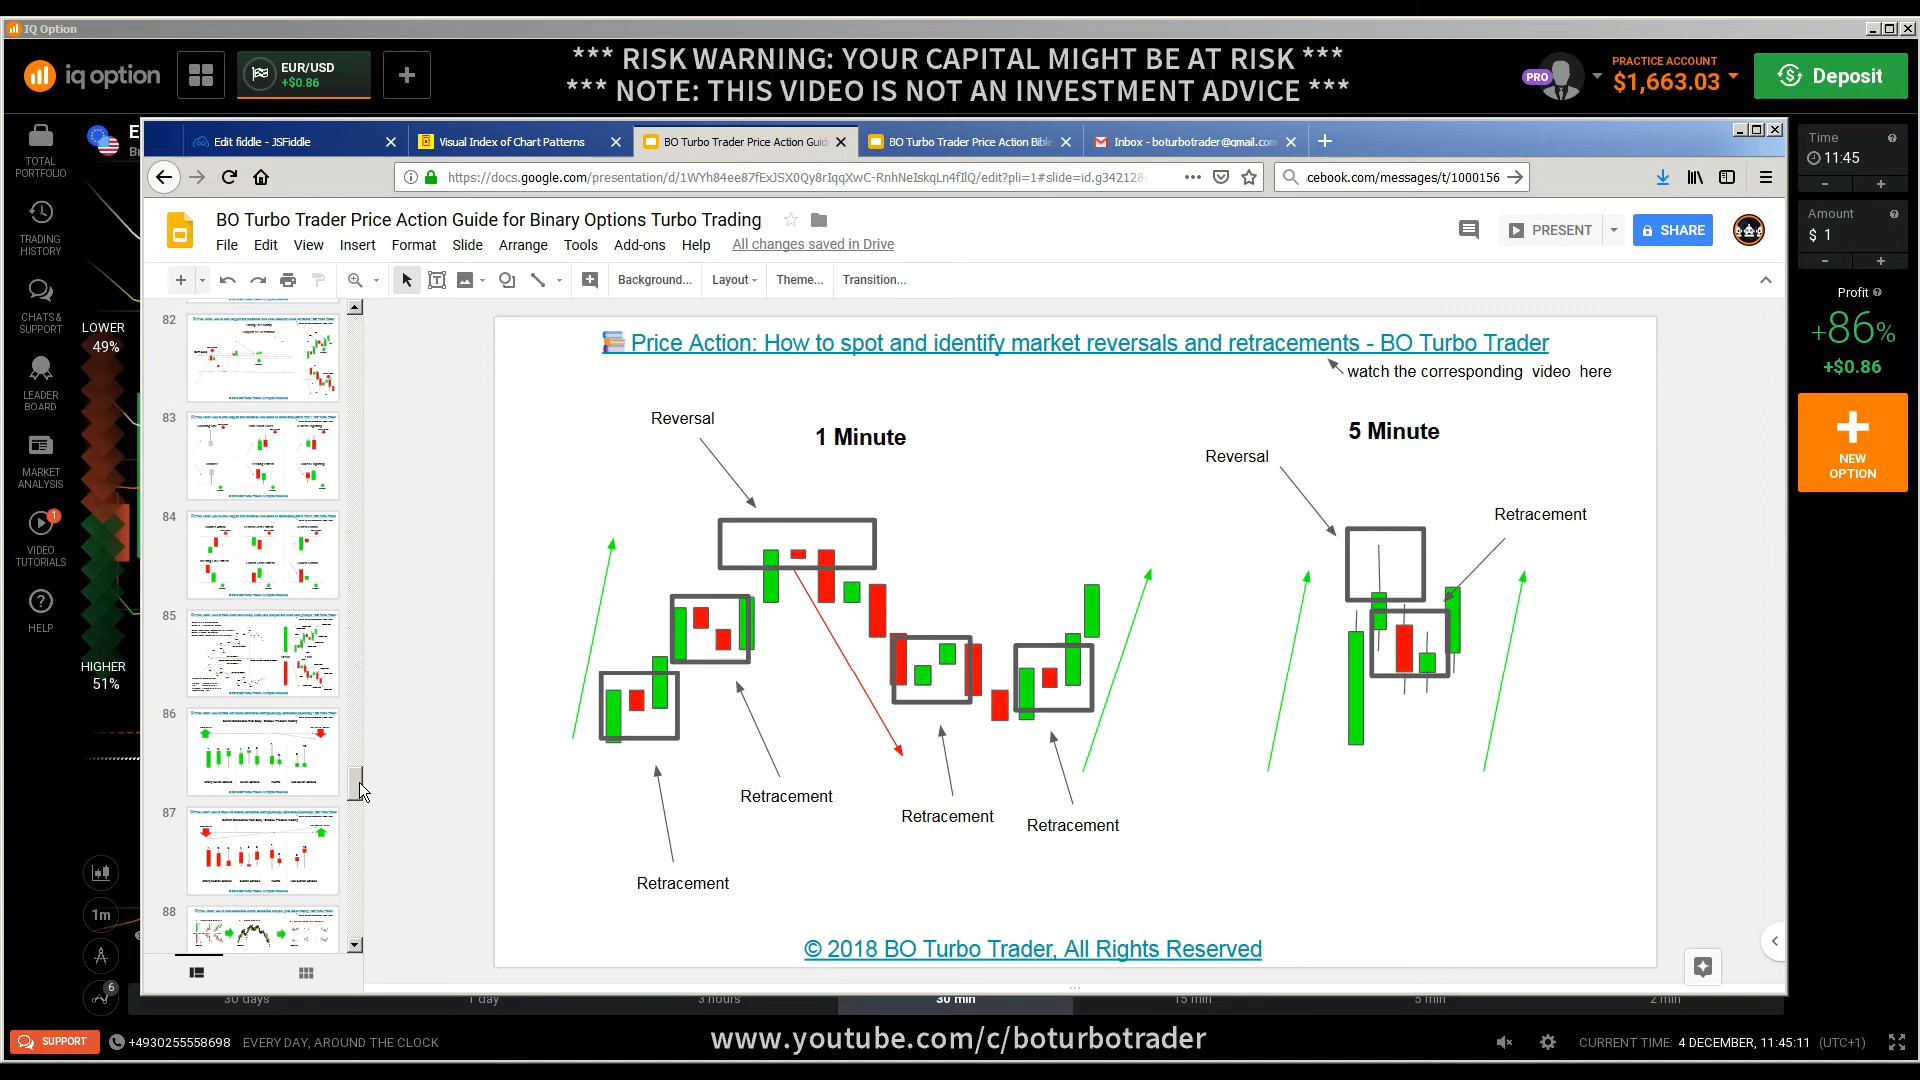 IQ Option
*** RISK WARNING: YOUR CAPITAL MIGHT BE AT RISK ***
*** NOTE: THIS VIDEO IS NOT AN INVESTMENT ADVICE ***
iq option
EUR/USD
+$0.86
PRO
PRACTICE ACCOUNT
$1,663.03
Deposit
Edit fiddle - JSFiddle
Visual Index of Chart Patterns
BO Turbo Trader Price Action Guid
BO Turbo Trader Price Action Bible
Inbox - boturbotrader@gmail.com
https://docs.google.com/presentation/d/1WYh84ee87fExJSX0Qy8rIqqXwC-RnhNeIskqLn4fIlQ/edit?pli=1#slide=id.g342128
cebook.com/messages/t/1000156
BO Turbo Trader Price Action Guide for Binary Options Turbo Trading
File Edit View Insert Format Slide Arrange Tools Add-ons Help All changes saved in Drive
PRESENT
SHARE
Background... Layout Theme... Transition...
TOTAL
PORTFOLIO
TRADING
HISTORY
CHATS &
SUPPORT
LEADER
BOARD
MARKET
ANALYSIS
1
VIDEO
TUTORIALS
HELP
LOWER
49%
HIGHER
51%
1m
6
82
83
84
85
86
87
88
Price Action: How to spot and identify market reversals and retracements - BO Turbo Trader
watch the corresponding video here
Reversal
1 Minute
5 Minute
Reversal
Retracement
Retracement
Retracement
Retracement
Retracement
© 2018 BO Turbo Trader, All Rights Reserved
Time
11:45
Amount
$ 1
Profit
+86%
+$0.86
NEW
OPTION
30 days 1 day 3 hours 30 min 15 min 5 min 2 min
SUPPORT
+4930255558698 EVERY DAY, AROUND THE CLOCK
www.youtube.com/c/boturbotrader
CURRENT TIME: 4 DECEMBER, 11:45:11 (UTC+1)